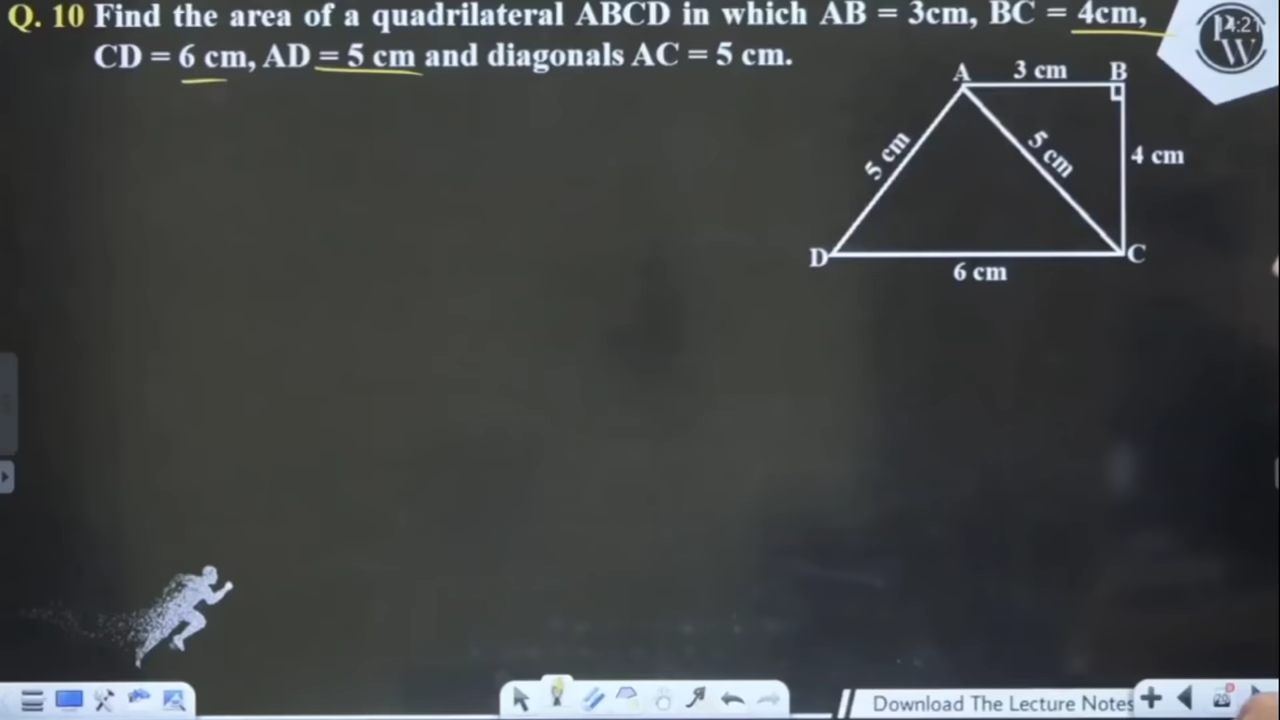 Q. 10 Find the area of a quadrilateral ABCD in which AB = 3cm, BC = 4cm,
CD = 6 cm, AD = 5 cm and diagonals AC = 5 cm.
A 3 cm B
5 cm 5 cm 4 cm
D C
6 cm
Download The Lecture Notes